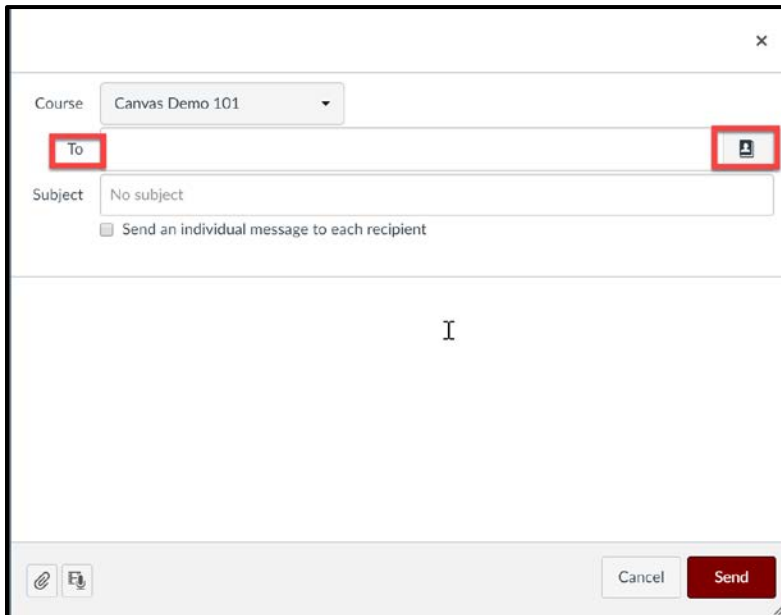 ×
Course Canvas Demo 101
To
Subject No subject
Send an individual message to each recipient
Cancel Send